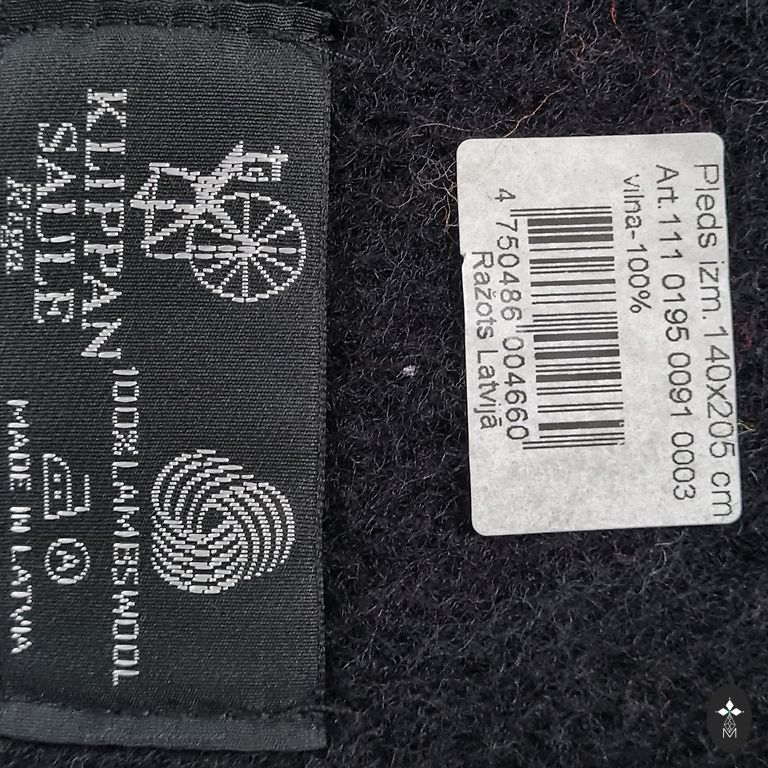 KLIPPAN
SAULE
RIGA
100% LAMBSWOOL
MADE IN LATVIA
A
Pleds izm. 140x205 cm
Art.111 0195 0091 0003
vilna-100%
4 750486 004660
Ražots Latvijā
M